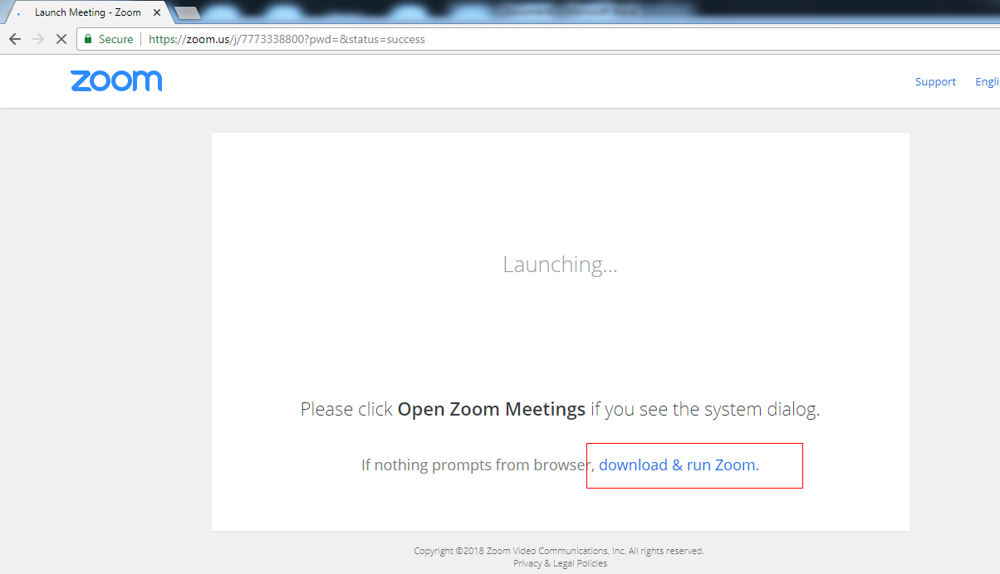 Launch Meeting - Zoom
Secure https://zoom.us/j/7773338800?pwd=&status=success
zoom
Support Engli
Launching...
Please click Open Zoom Meetings if you see the system dialog.
If nothing prompts from browser, download & run Zoom.
Copyright ©2018 Zoom Video Communications, Inc. All rights reserved.
Privacy & Legal Policies